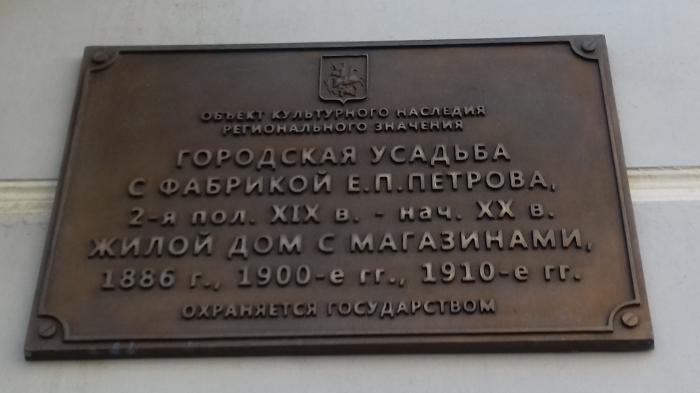 ОБЪЕКТ КУЛЬТУРНОГО НАСЛЕДИЯ
РЕГИОНАЛЬНОГО ЗНАЧЕНИЯ
ГОРОДСКАЯ УСАДЬБА
С ФАБРИКОЙ Е.П.ПЕТРОВА,
2-я пол. XIX в. - нач. XX в.
ЖИЛОЙ ДОМ С МАГАЗИНАМИ,
1886 г., 1900-е гг., 1910-е гг.
ОХРАНЯЕТСЯ ГОСУДАРСТВОМ